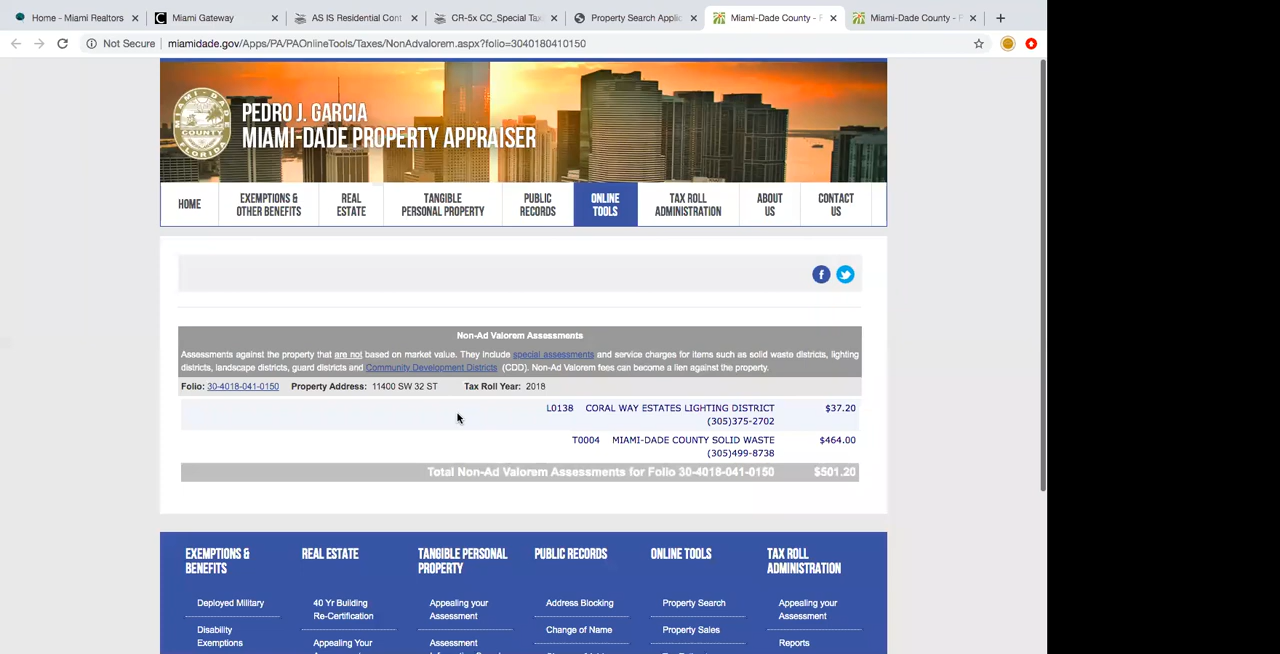 Home - Miami Realtors
Miami Gateway
AS IS Residential Cont
CR-5x CC_Special Tax
Property Search Applic
Miami-Dade County - P
Miami-Dade County - P
Not Secure
miamidade.gov/Apps/PA/PAOnlineTools/Taxes/NonAdvalorem.aspx?folio=3040180410150
MIAMI-DADE
COUNTY
FLORIDA
PEDRO J. GARCIA
MIAMI-DADE PROPERTY APPRAISER
HOME
EXEMPTIONS &
OTHER BENEFITS
REAL
ESTATE
TANGIBLE
PERSONAL PROPERTY
PUBLIC
RECORDS
ONLINE
TOOLS
TAX ROLL
ADMINISTRATION
ABOUT
US
CONTACT
US
Non-Ad Valorem Assessments
Assessments against the property that are not based on market value. They include special assessments and service charges for items such as solid waste districts, lighting
districts, landscape districts, guard districts and Community Development Districts (CDD). Non-Ad Valorem fees can become a lien against the property.
Folio: 30-4018-041-0150 Property Address: 11400 SW 32 ST Tax Roll Year: 2018
L0138 CORAL WAY ESTATES LIGHTING DISTRICT $37.20
(305)375-2702
T0004 MIAMI-DADE COUNTY SOLID WASTE $464.00
(305)499-8738
Total Non-Ad Valorem Assessments for Folio 30-4018-041-0150 $501.20
EXEMPTIONS &
BENEFITS
Deployed Military
Disability
Exemptions
REAL ESTATE
40 Yr Building
Re-Certification
Appealing Your
TANGIBLE PERSONAL
PROPERTY
Appealing your
Assessment
Assessment
PUBLIC RECORDS
Address Blocking
Change of Name
ONLINE TOOLS
Property Search
Property Sales
TAX ROLL
ADMINISTRATION
Appealing your
Assessment
Reports